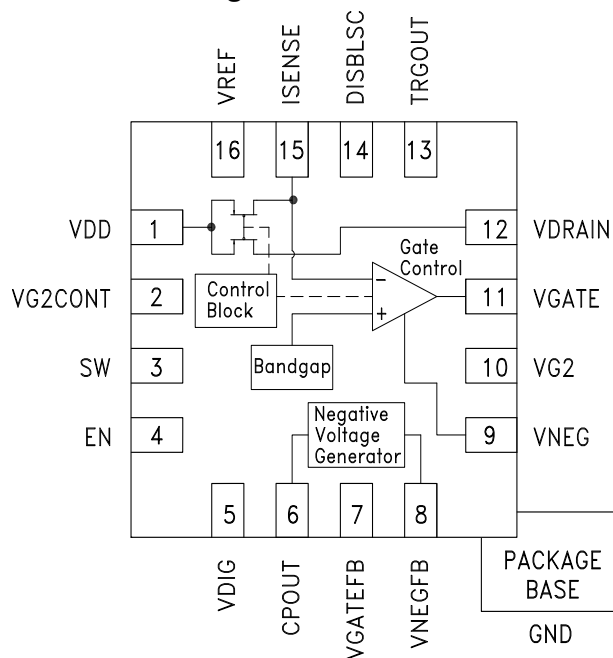 VREF
ISENSE
DISBLSC
TRGOUT
16
15
14
13
VDD
1
12
VDRAIN
Gate
Control
VG2CONT
2
Control
Block
−
+
11
VGATE
SW
3
Bandgap
10
VG2
EN
4
Negative
Voltage
Generator
9
VNEG
5
6
7
8
VDIG
CPOUT
VGATEFB
VNEGFB
PACKAGE
BASE
GND